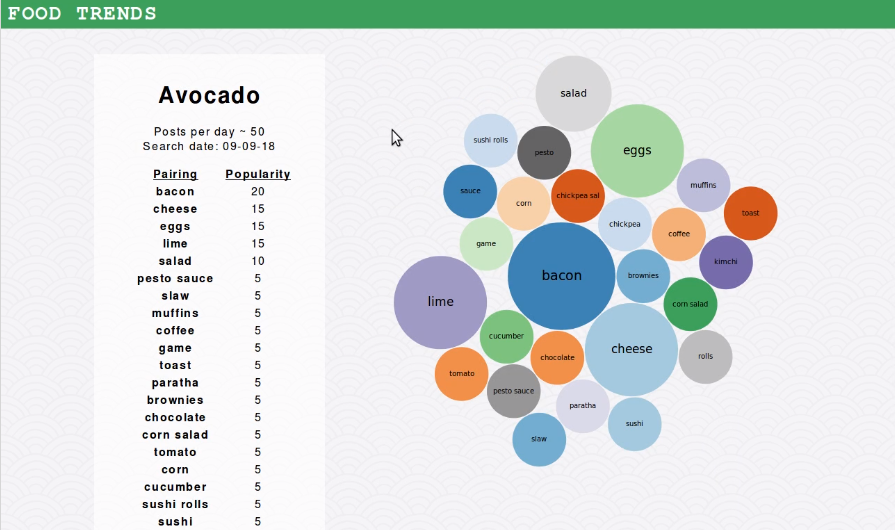 FOOD TRENDS
Avocado
Posts per day ~ 50
Search date: 09-09-18
Pairing Popularity
bacon 20
cheese 15
eggs 15
lime 15
salad 10
pesto sauce 5
slaw 5
muffins 5
coffee 5
game 5
toast 5
paratha 5
brownies 5
chocolate 5
corn salad 5
tomato 5
corn 5
cucumber 5
sushi rolls 5
sushi 5
salad
eggs
sushi rolls
pesto
muffins
sauce
corn
chickpea sal
toast
chickpea
coffee
game
kimchi
bacon
brownies
lime
corn salad
cucumber
cheese
chocolate
rolls
tomato
pesto sauce
paratha
sushi
slaw